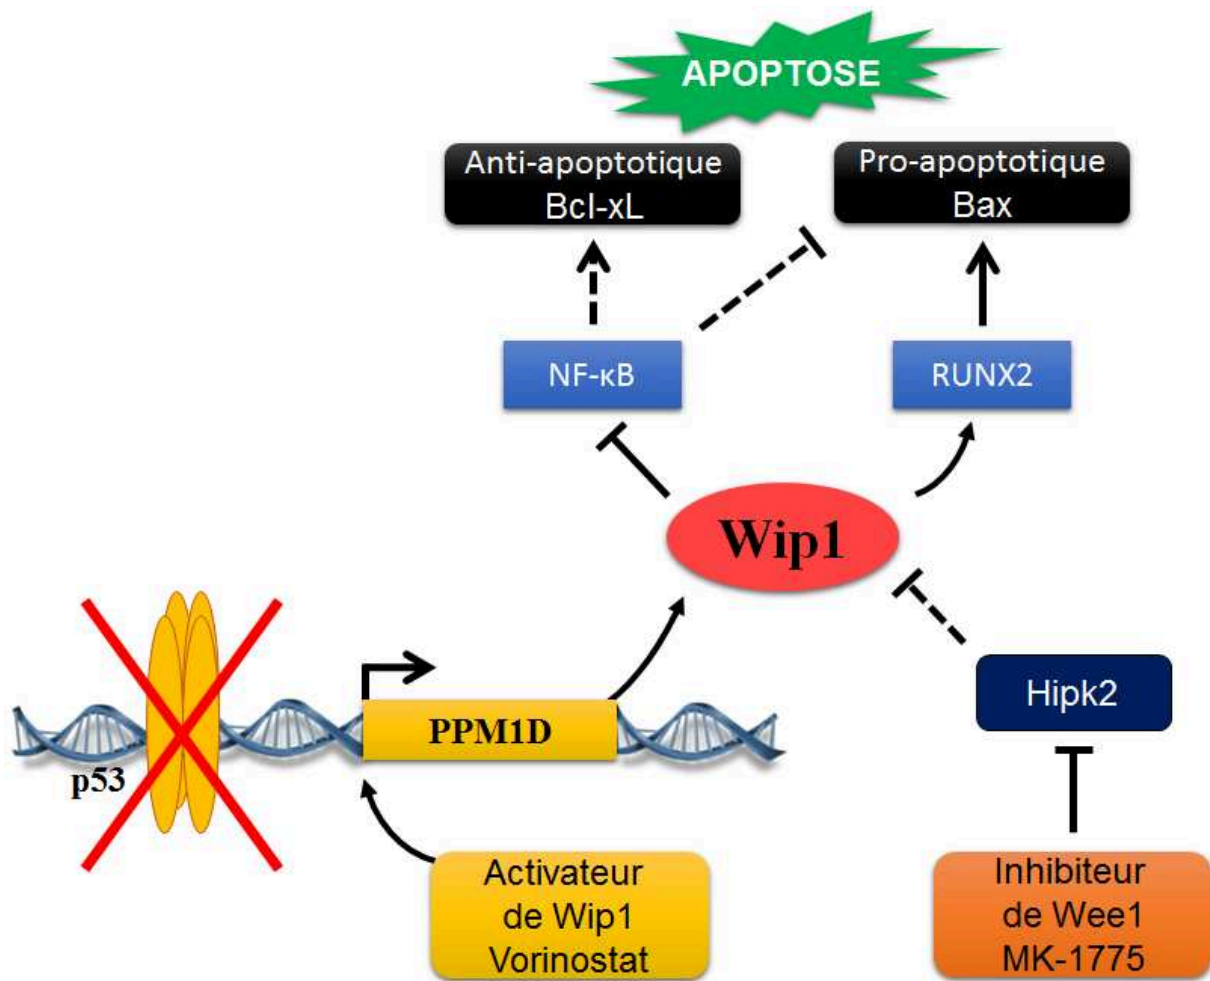 APOPTOSE
Anti-apoptotique
Bcl-xL
Pro-apoptotique
Bax
NF-κB
RUNX2
Wip1
Hipk2
PPM1D
p53
Activateur
de Wip1
Vorinostat
Inhibiteur
de Wee1
MK-1775